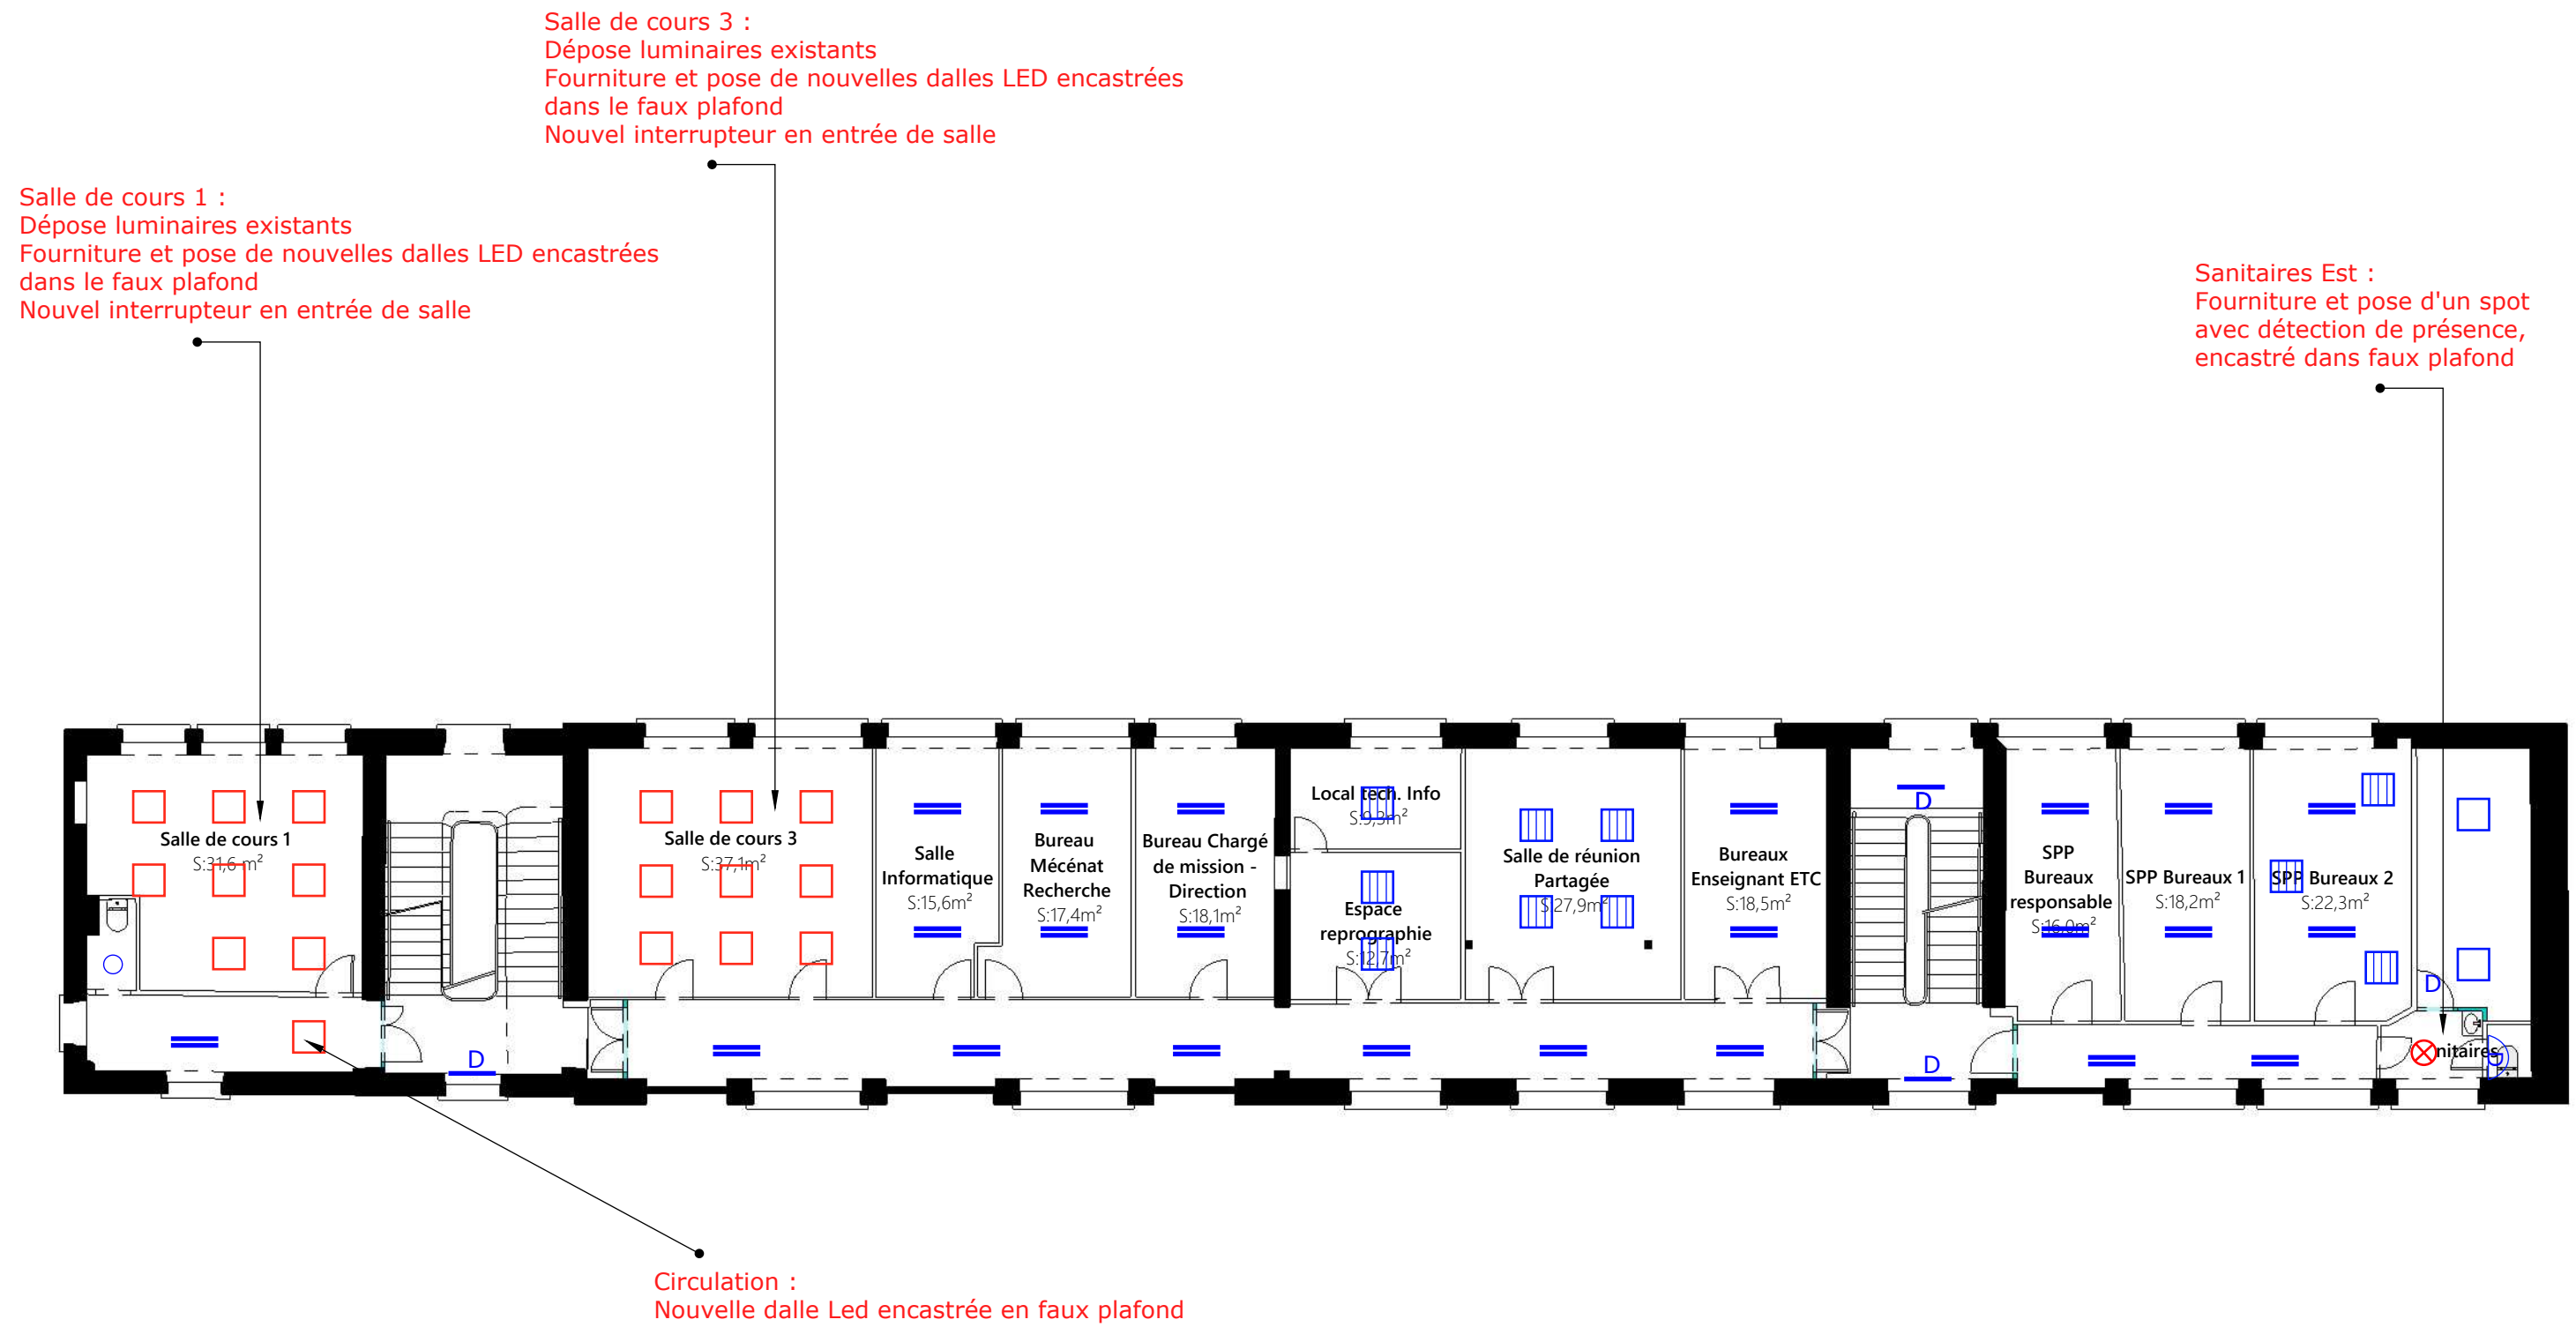 Salle de cours 3 :
Dépose luminaires existants
Fourniture et pose de nouvelles dalles LED encastrées
dans le faux plafond
Nouvel interrupteur en entrée de salle
Salle de cours 1 :
Dépose luminaires existants
Fourniture et pose de nouvelles dalles LED encastrées
dans le faux plafond
Nouvel interrupteur en entrée de salle
Sanitaires Est :
Fourniture et pose d'un spot
avec détection de présence,
encastré dans faux plafond
Salle de cours 1
S:31,6 m²
Salle de cours 3
S:37,1m²
Salle
Informatique
S:15,6m²
Bureau
Mécénat
Recherche
S:17,4m²
Bureau Chargé
de mission -
Direction
S:18,1m²
Local tech. Info
S:9,3m²
Espace
reprographie
S:12,7m²
Salle de réunion
Partagée
S:27,9m²
Bureaux
Enseignant ETC
S:18,5m²
D
SPP
Bureaux
responsable
S:16,0m²
SPP Bureaux 1
S:18,2m²
SPP Bureaux 2
S:22,3m²
D
nitaires
D
D
Circulation :
Nouvelle dalle Led encastrée en faux plafond